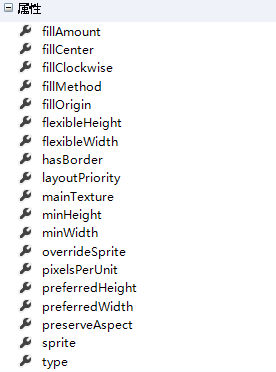 属性
fillAmount
fillCenter
fillClockwise
fillMethod
fillOrigin
flexibleHeight
flexibleWidth
hasBorder
layoutPriority
mainTexture
minHeight
minWidth
overrideSprite
pixelsPerUnit
preferredHeight
preferredWidth
preserveAspect
sprite
type